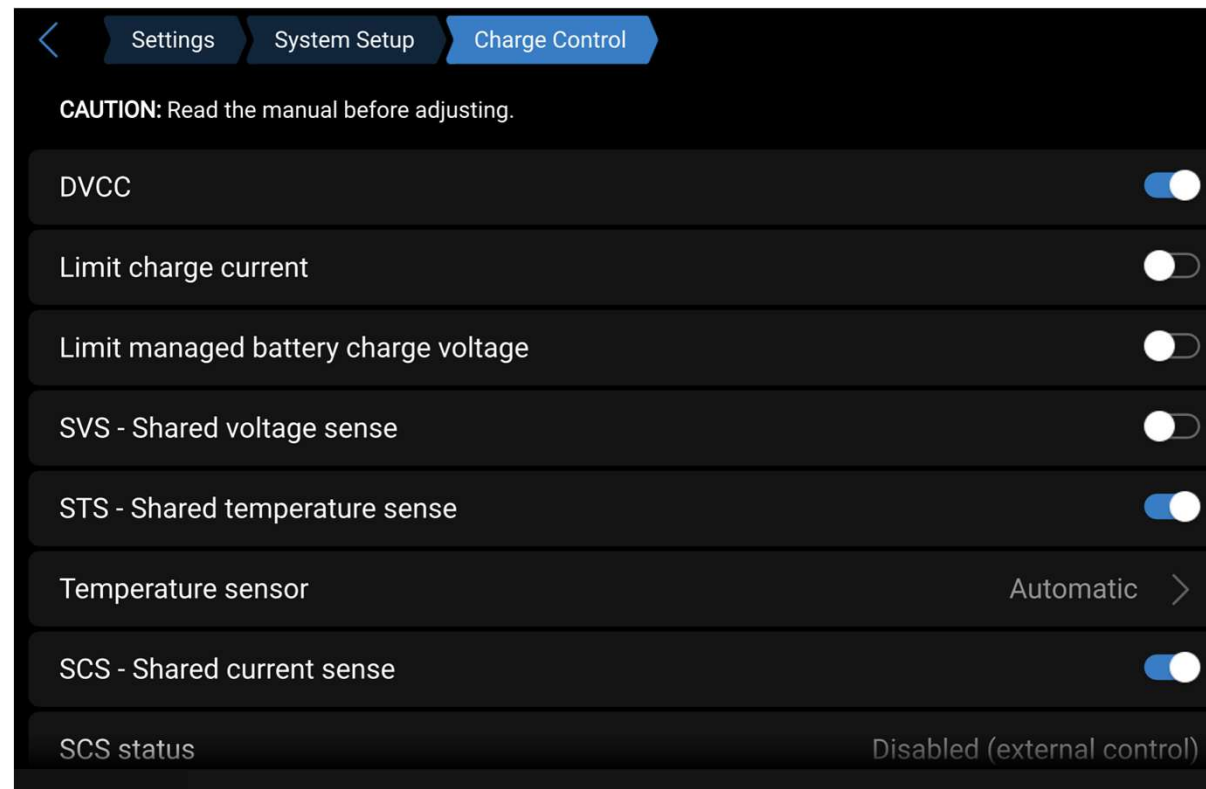 Settings System Setup Charge Control
CAUTION: Read the manual before adjusting.
DVCC
Limit charge current
Limit managed battery charge voltage
SVS - Shared voltage sense
STS - Shared temperature sense
Temperature sensor Automatic
SCS - Shared current sense
SCS status Disabled (external control)